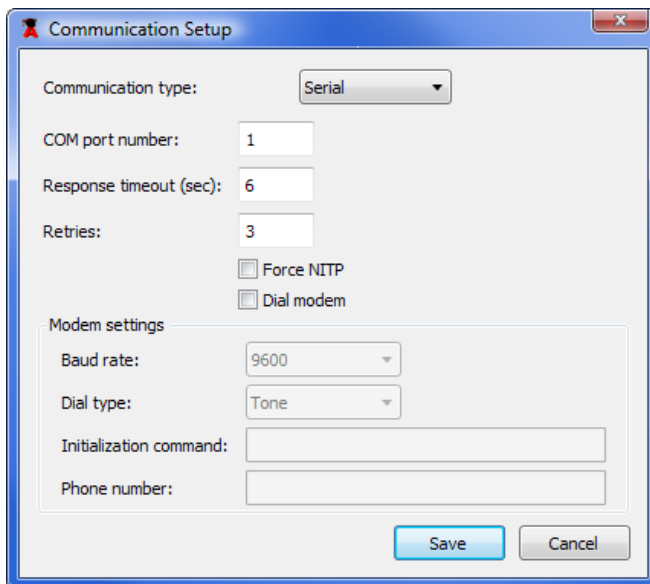 Communication Setup
Communication type: Serial
COM port number: 1
Response timeout (sec): 6
Retries: 3
Force NITP
Dial modem
Modem settings
Baud rate: 9600
Dial type: Tone
Initialization command:
Phone number:
Save Cancel